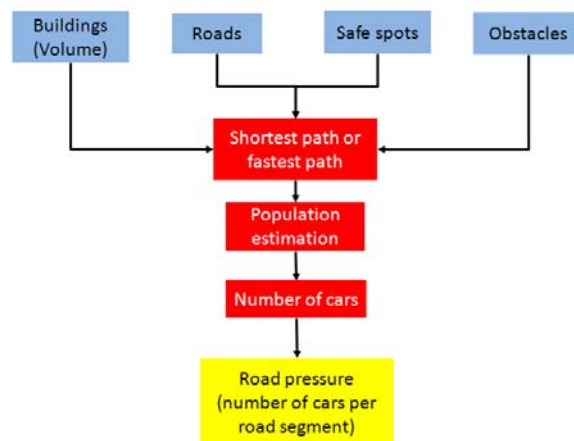 Buildings
(Volume)
Roads
Safe spots
Obstacles
Shortest path or
fastest path
Population
estimation
Number of cars
Road pressure
(number of cars per
road segment)